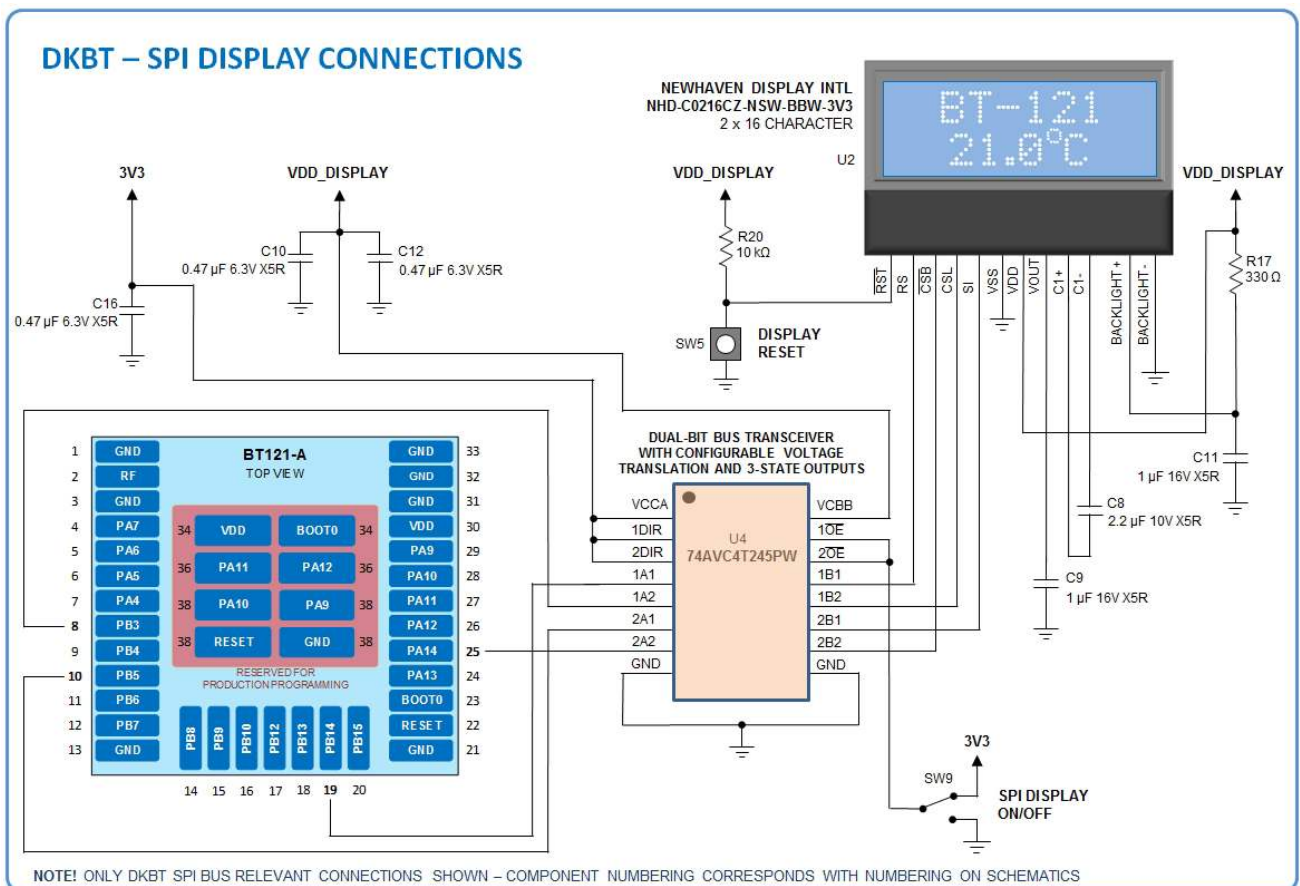 DKBT – SPI DISPLAY CONNECTIONS
NEWHAVEN DISPLAY INTL
NHD-C0216CZ-NSW-BBW-3V3
2 x 16 CHARACTER
U2
BT-121
21.0°C
3V3
VDD_DISPLAY
VDD_DISPLAY
VDD_DISPLAY
C10
0.47 µF 6.3V X5R
C12
0.47 µF 6.3V X5R
C16
0.47 µF 6.3V X5R
R20
10 kΩ
SW5
DISPLAY
RESET
RST
RS
CSB
CSL
SI
VSS
VDD
VOUT
C1+
C1-
BACKLIGHT +
BACKLIGHT -
R17
330 Ω
C11
1 µF 16V X5R
C8
2.2 µF 10V X5R
C9
1 µF 16V X5R
DUAL-BIT BUS TRANSCEIVER
WITH CONFIGURABLE VOLTAGE
TRANSLATION AND 3-STATE OUTPUTS
U4
74AVC4T245PW
VCCA
1DIR
2DIR
1A1
1A2
2A1
2A2
GND
VCBB
1OE
2OE
1B1
1B2
2B1
2B2
GND
BT121-A
TOP VIEW
1 GND
2 RF
3 GND
4 PA7
5 PA6
6 PA5
7 PA4
8 PB3
9 PB4
10 PB5
11 PB6
12 PB7
13 GND
34 VDD BOOT0 34
36 PA11 PA12 36
38 PA10 PA9 38
38 RESET GND 38
RESERVED FOR
PRODUCTION PROGRAMMING
GND 33
GND 32
GND 31
VDD 30
PA9 29
PA10 28
PA11 27
PA12 26
PA14 25
PA13 24
BOOT0 23
RESET 22
GND 21
PB8 PB9 PB10 PB12 PB13 PB14 PB15
14 15 16 17 18 19 20
3V3
SW9
SPI DISPLAY
ON/OFF
NOTE! ONLY DKBT SPI BUS RELEVANT CONNECTIONS SHOWN – COMPONENT NUMBERING CORRESPONDS WITH NUMBERING ON SCHEMATICS